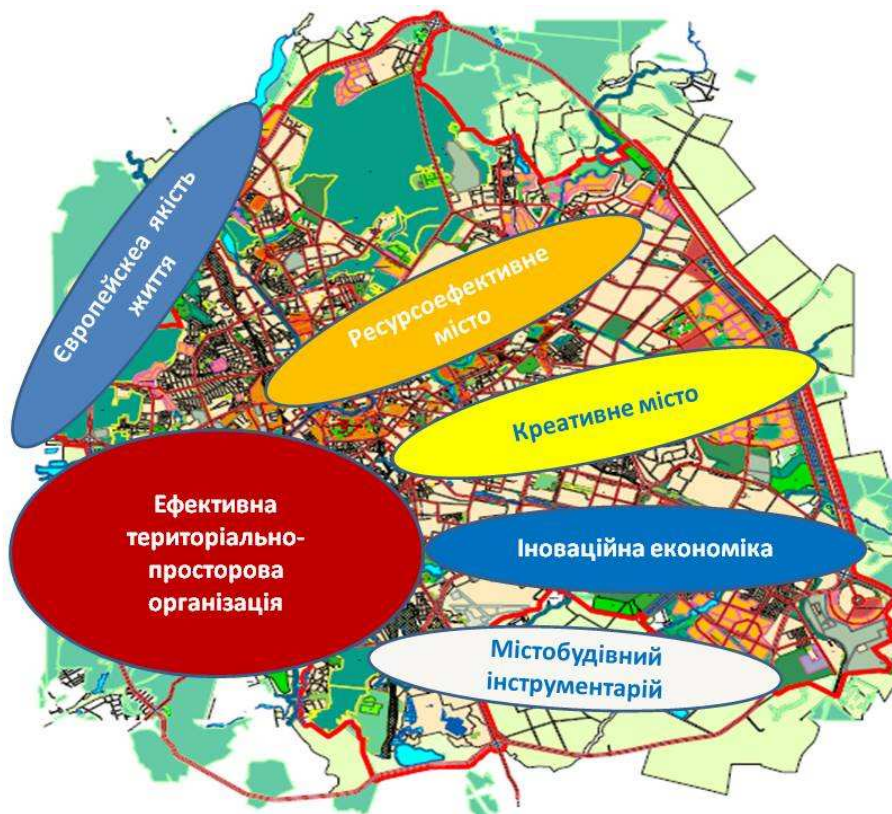 Європейскеа якість
життя
Ресурсоефективне
місто
Креативне місто
Ефективна
територіально-
просторова
організація
Іноваційна економіка
Містобудівний
інструментарій